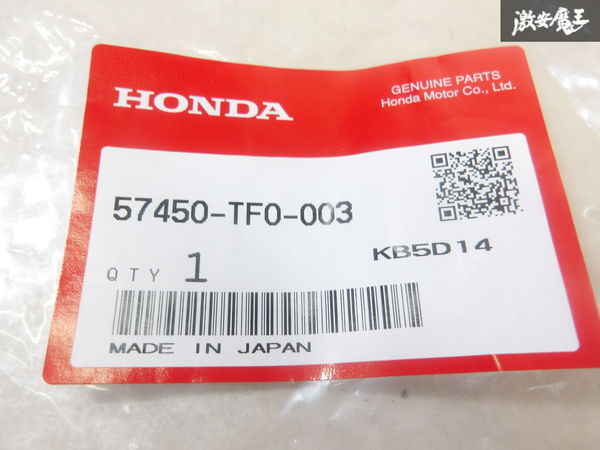 激安魔王
GENUINE PARTS
Honda Motor Co., Ltd.
HONDA
57450-TF0-003
KB5D14
QTY 1
MADE IN JAPAN